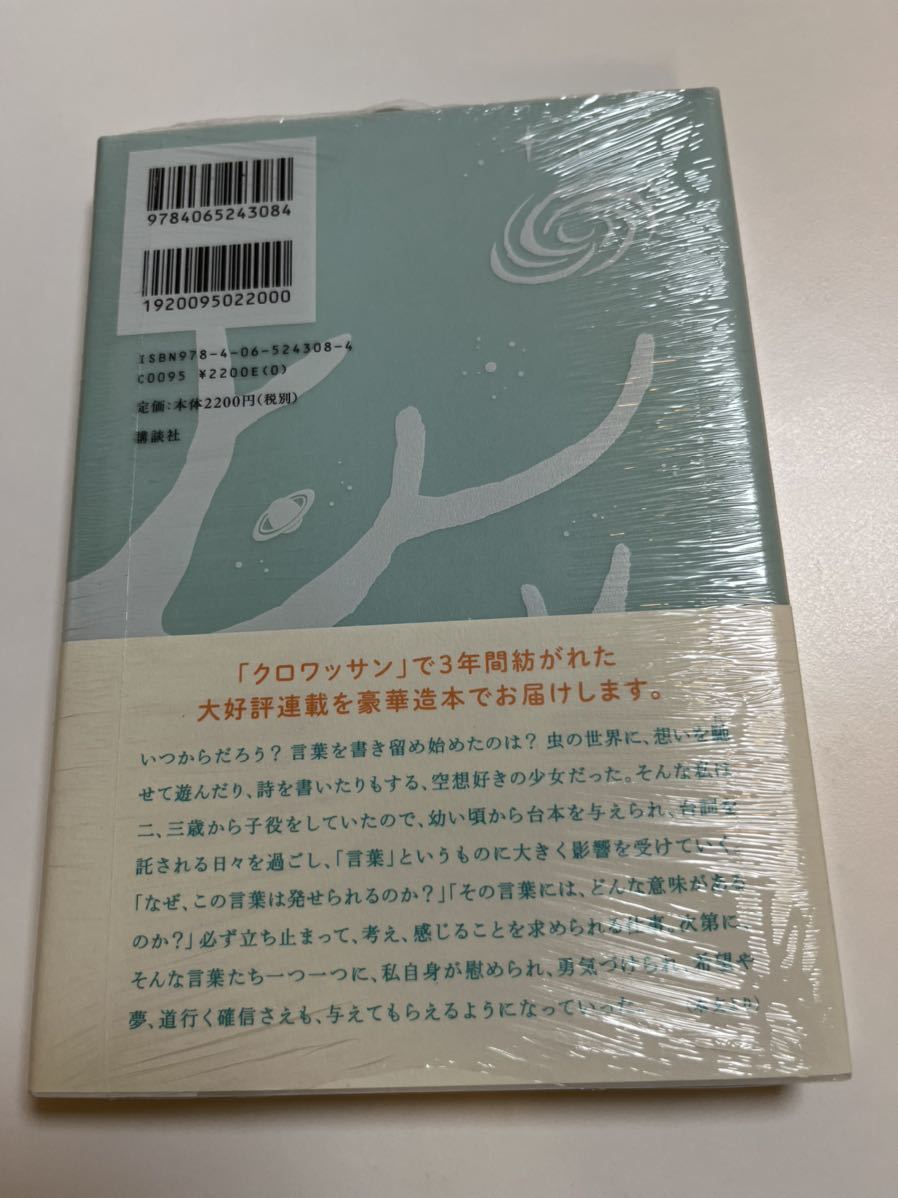 9784065243084
1920095022000
ISBN978-4-06-524308-4
C0095 ¥2200E(0)
定価:本体2200円(税別)
講談社
「クロワッサン」で3年間紡がれた
大好評連載を豪華造本でお届けします。
いつからだろう? 言葉を書き留め始めたのは? 虫の世界に、想いを馳
せて遊んだり、詩を書いたりもする、空想好きの少女だった。そんな私は
二、三歳から子役をしていたので、幼い頃から台本を与えられ、台詞を
託される日々を過ごし、「言葉」というものに大きく影響を受けていく。
「なぜ、この言葉は発せられるのか?」「その言葉には、どんな意味がある
のか?」必ず立ち止まって、考え、感じることを求められる仕事。次第に、
そんな言葉たち一つ一つに、私自身が慰められ、勇気づけられ、希望や
夢、道行く確信さえも、与えてもらえるようになっていった。 (本文より)